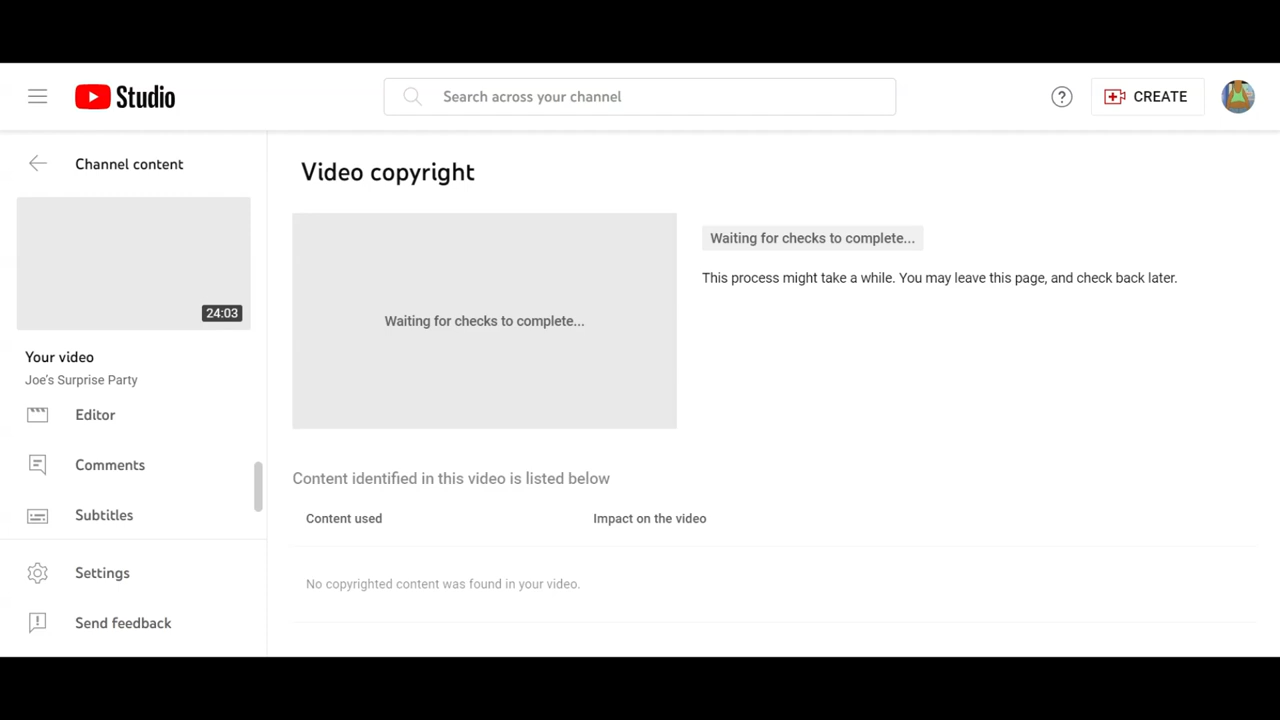 Studio
Search across your channel
CREATE
Channel content
24:03
Your video
Joe's Surprise Party
Editor
Comments
Subtitles
Settings
Send feedback
Video copyright
Waiting for checks to complete...
Waiting for checks to complete...
This process might take a while. You may leave this page, and check back later.
Content identified in this video is listed below
Content used Impact on the video
No copyrighted content was found in your video.